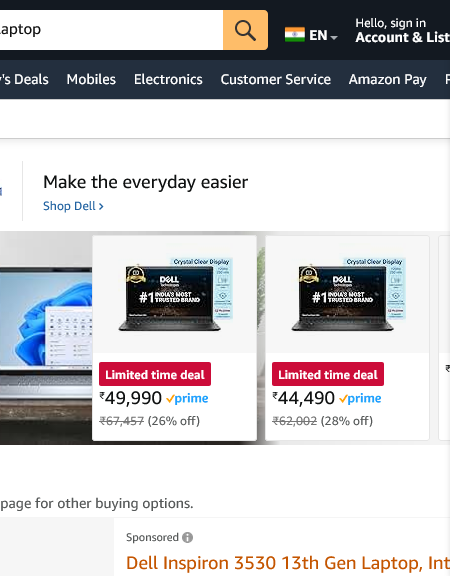 aptop
EN
Hello, sign in
Account & List
's Deals Mobiles Electronics Customer Service Amazon Pay
Make the everyday easier
Shop Dell ›
Crystal Clear Display
DELL
Technologies
#1 INDIA'S MOST
TRUSTED BRAND
Limited time deal
₹49,990 prime
₹67,457 (26% off)
Crystal Clear Display
DELL
Technologies
#1 INDIA'S MOST
TRUSTED BRAND
Limited time deal
₹44,490 prime
₹62,002 (28% off)
₹
page for other buying options.
Sponsored
Dell Inspiron 3530 13th Gen Laptop, Int